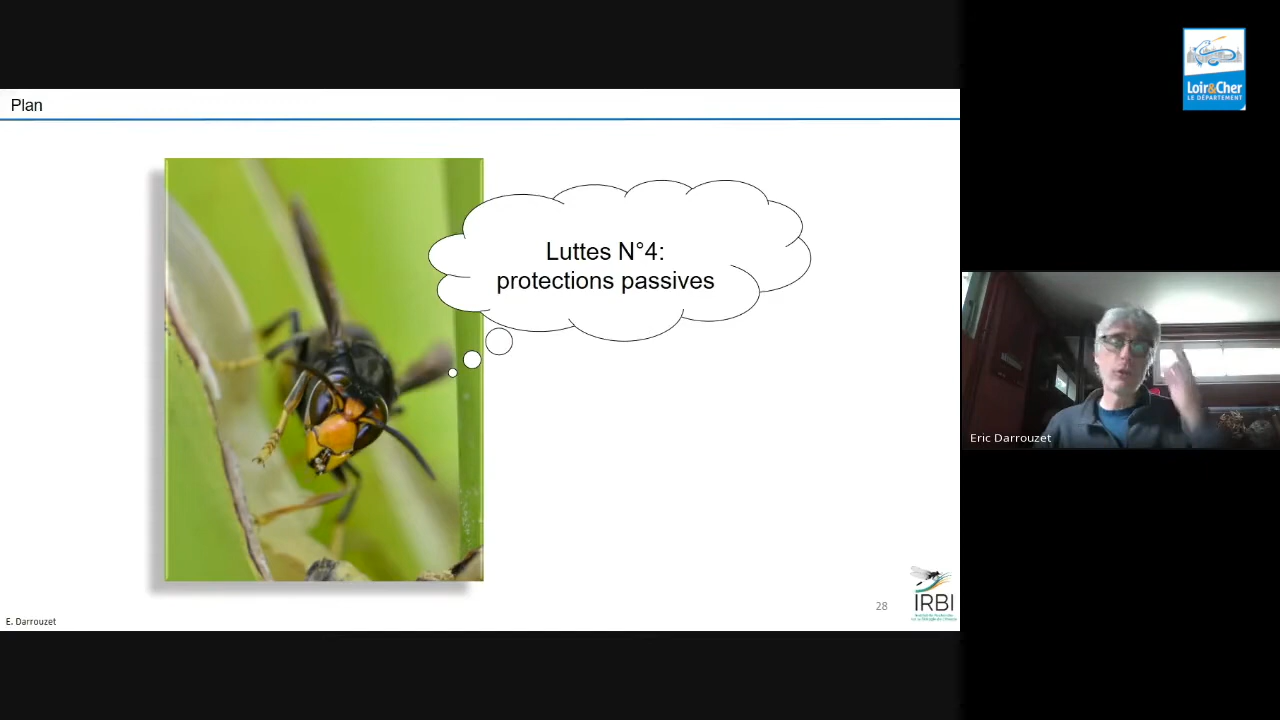 Plan
Luttes N°4:
protections passives
28
IRBI
E. Darrouzet
Loir&Cher
LE DÉPARTEMENT
Eric Darrouzet